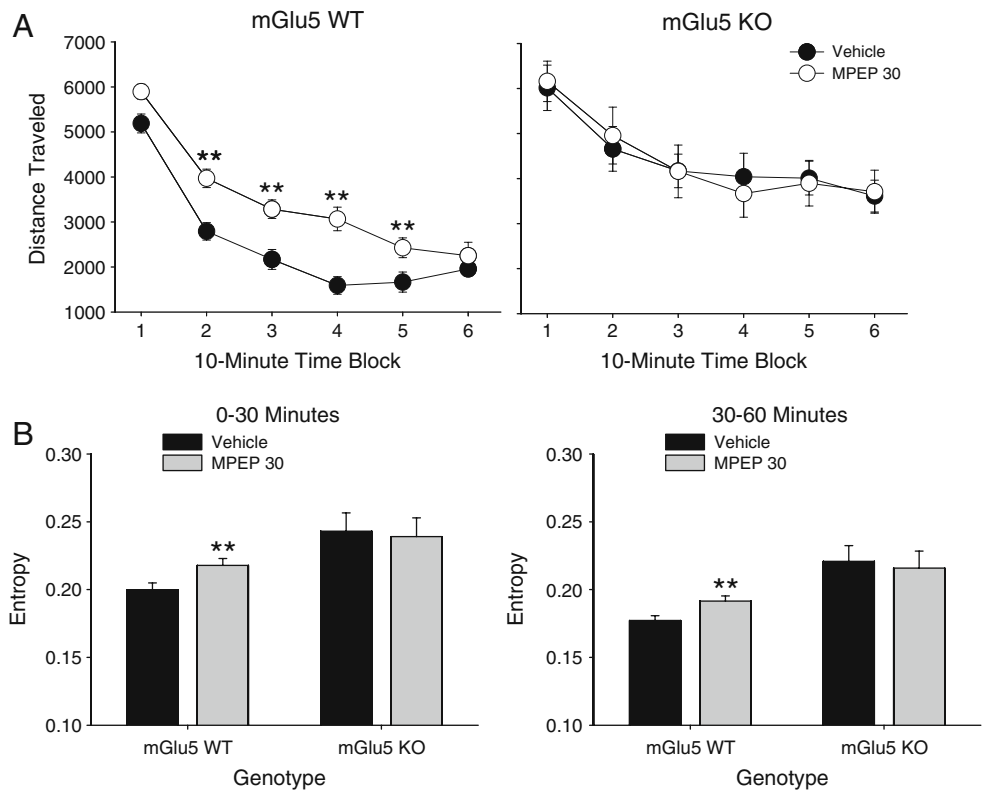 A
mGlu5 WT
mGlu5 KO
Vehicle
MPEP 30
7000
6000
5000
4000
3000
2000
1000
Distance Traveled
**
**
**
**
1 2 3 4 5 6
1 2 3 4 5 6
10-Minute Time Block
10-Minute Time Block
B
0-30 Minutes
Vehicle
MPEP 30
0.30
0.25
0.20
0.15
0.10
Entropy
**
mGlu5 WT mGlu5 KO
Genotype
30-60 Minutes
Vehicle
MPEP 30
0.30
0.25
0.20
0.15
0.10
Entropy
**
mGlu5 WT mGlu5 KO
Genotype